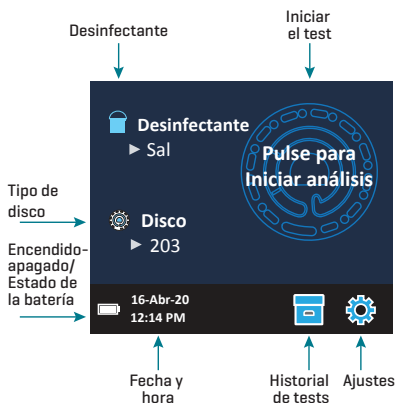 Desinfectante
Iniciar
el test
Desinfectante
► Sal
Pulse para
Iniciar análisis
Tipo de
disco
Disco
► 203
Encendido-
apagado/
Estado de
la batería
16-Abr-20
12:14 PM
Fecha y
hora
Historial
de tests
Ajustes